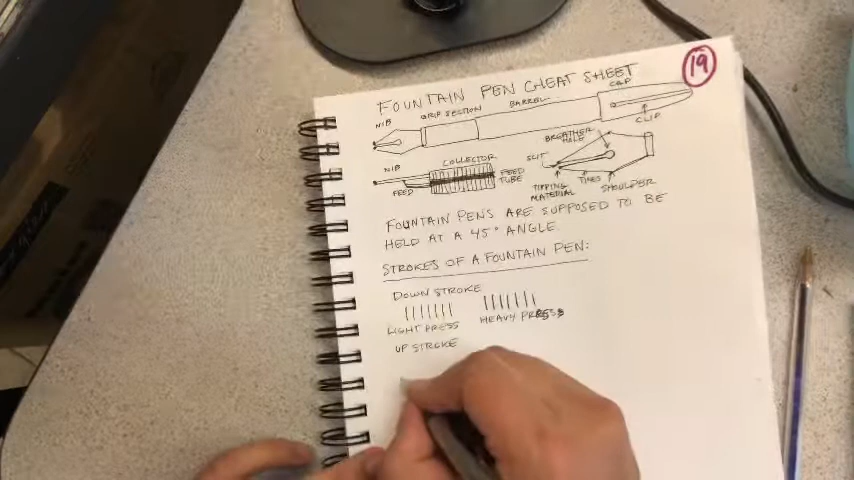 19
FOUNTAIN PEN CHEAT SHEET
NIB GRIP SECTION BARREL CAP
CLIP
NIB COLLECTOR
FEED FEED TUBE
BREATHER HOLE
SLIT
TIPPING MATERIAL TINES SHOULDER
FOUNTAIN PENS ARE SUPPOSED TO BE
HELD AT A 45° ANGLE.
STROKES OF A FOUNTAIN PEN:
DOWN STROKE
LIGHT PRESS HEAVY PRESS
UP STROKE